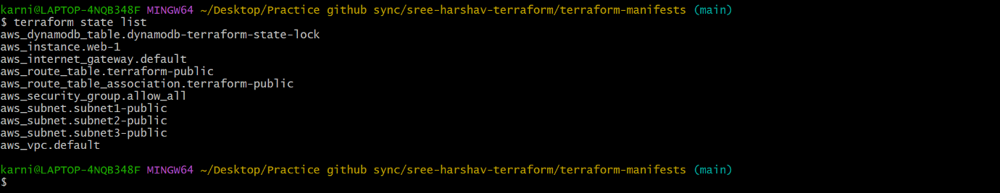 karni@LAPTOP-4NQB348F MINGW64 ~/Desktop/Practice github sync/sree-harshav-terraform/terraform-manifests (main)
$ terraform state list
aws_dynamodb_table.dynamodb-terraform-state-lock
aws_instance.web-1
aws_internet_gateway.default
aws_route_table.terraform-public
aws_route_table_association.terraform-public
aws_security_group.allow_all
aws_subnet.subnet1-public
aws_subnet.subnet2-public
aws_subnet.subnet3-public
aws_vpc.default
karni@LAPTOP-4NQB348F MINGW64 ~/Desktop/Practice github sync/sree-harshav-terraform/terraform-manifests (main)
$